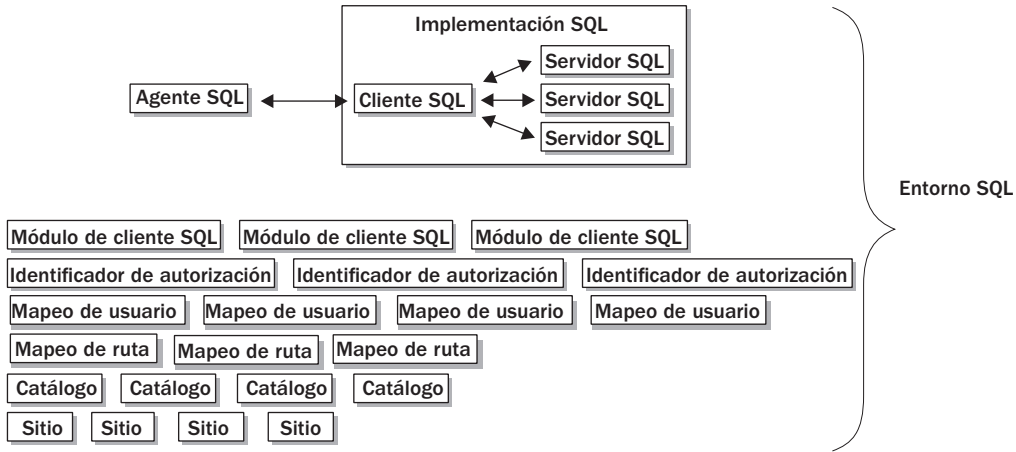 Implementación SQL
Servidor SQL
Agente SQL
Cliente SQL
Servidor SQL
Servidor SQL
Entorno SQL
Módulo de cliente SQL Módulo de cliente SQL Módulo de cliente SQL
Identificador de autorización Identificador de autorización Identificador de autorización
Mapeo de usuario Mapeo de usuario Mapeo de usuario Mapeo de usuario
Mapeo de ruta Mapeo de ruta Mapeo de ruta
Catálogo Catálogo Catálogo Catálogo
Sitio Sitio Sitio Sitio